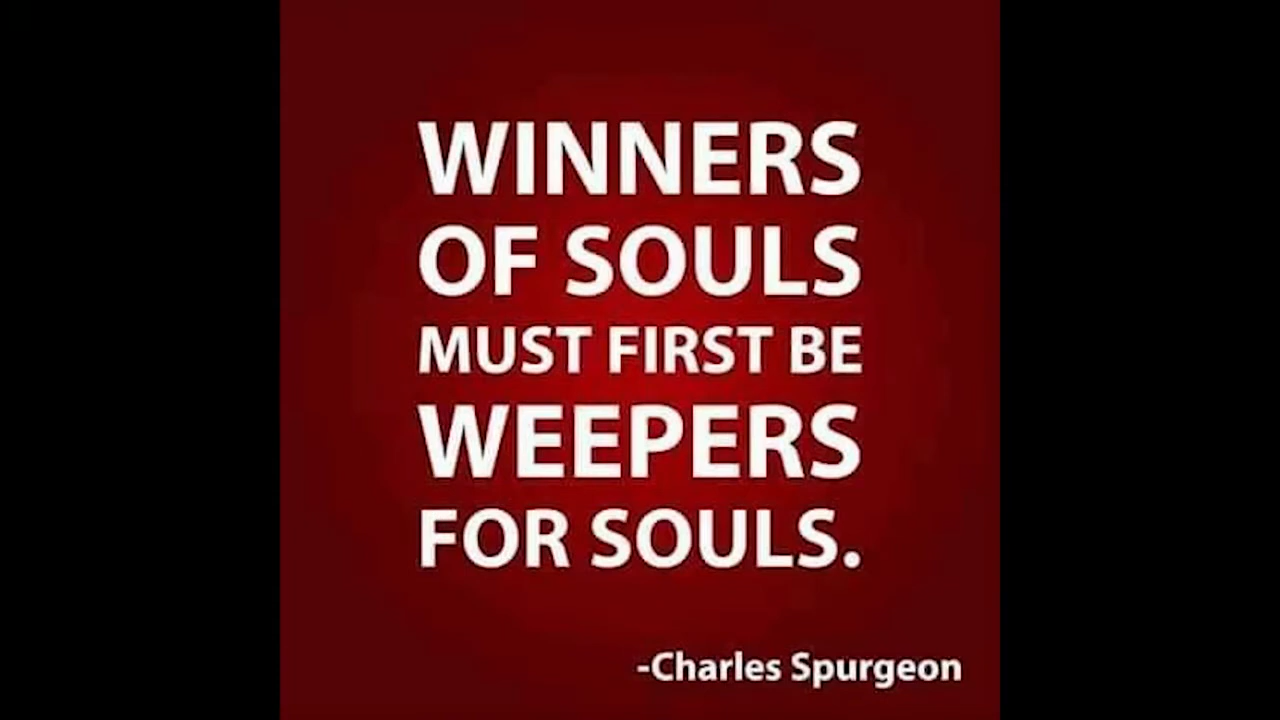 WINNERS
OF SOULS
MUST FIRST BE
WEEPERS
FOR SOULS.
-Charles Spurgeon